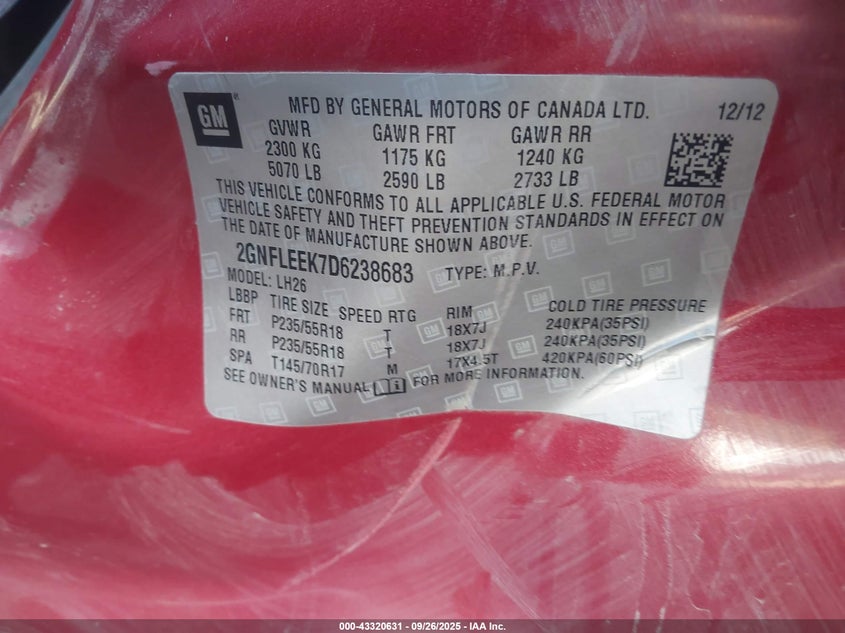 GM ®
MFD BY GENERAL MOTORS OF CANADA LTD. 12/12
GVWR GAWR FRT GAWR RR
2300 KG 1175 KG 1240 KG
5070 LB 2590 LB 2733 LB
THIS VEHICLE CONFORMS TO ALL APPLICABLE U.S. FEDERAL MOTOR
VEHICLE SAFETY AND THEFT PREVENTION STANDARDS IN EFFECT ON
THE DATE OF MANUFACTURE SHOWN ABOVE.
2GNFLEEK7D6238683 TYPE: M.P.V.
MODEL: LH26
LBBP TIRE SIZE SPEED RTG RIM COLD TIRE PRESSURE
FRT P235/55R18 T 18X7J 240KPA(35PSI)
RR P235/55R18 T 18X7J 240KPA(35PSI)
SPA T145/70R17 M 17X4.5T 420KPA(60PSI)
SEE OWNER'S MANUAL FOR MORE INFORMATION.
000-43320631 - 09/26/2025 - IAA Inc.